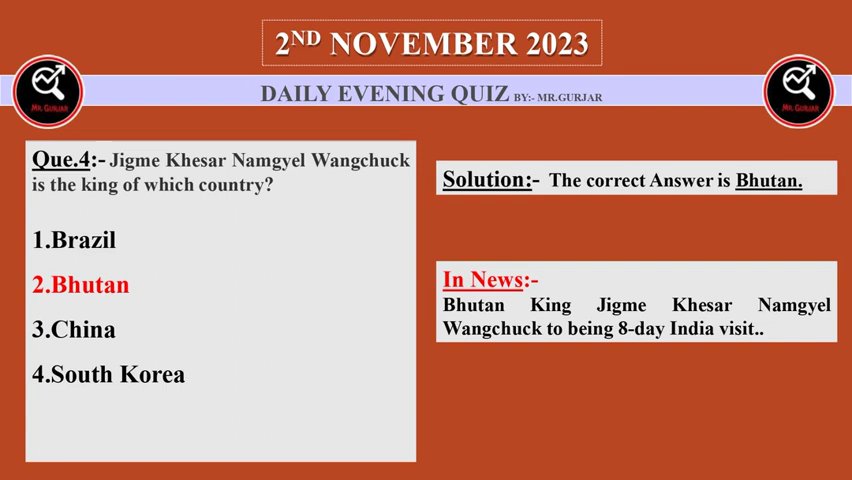 2ND NOVEMBER 2023
DAILY EVENING QUIZ BY:- MR.GURJAR
MR.GURJAR
MR.GURJAR
Que.4:- Jigme Khesar Namgyel Wangchuck
is the king of which country?
1.Brazil
2.Bhutan
3.China
4.South Korea
Solution:- The correct Answer is Bhutan.
In News:-
Bhutan King Jigme Khesar Namgyel
Wangchuck to being 8-day India visit..